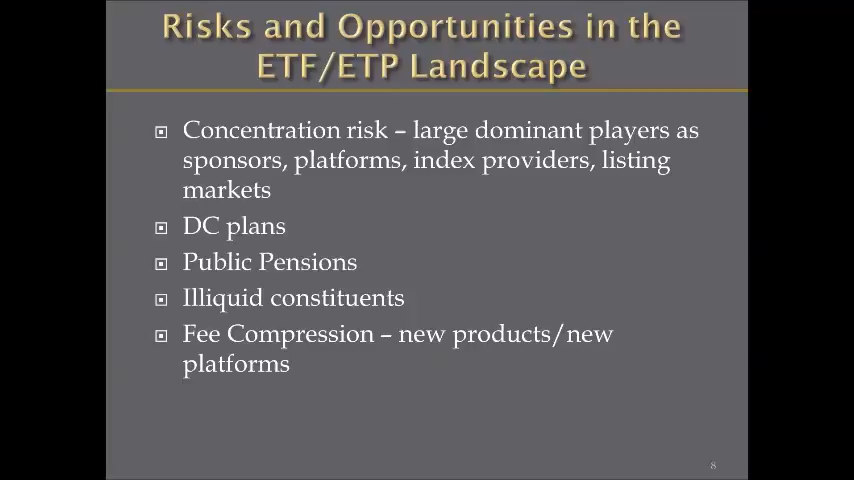 Risks and Opportunities in the
ETF/ETP Landscape
Concentration risk – large dominant players as
sponsors, platforms, index providers, listing
markets
DC plans
Public Pensions
Illiquid constituents
Fee Compression – new products/new
platforms
8